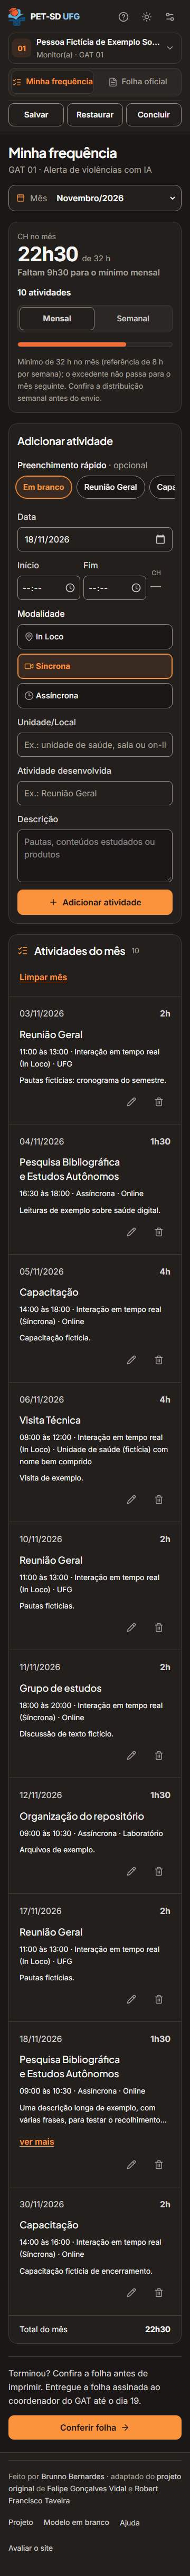 PET-SD UFG
01
Pessoa Fictícia de Exemplo So...
Monitor(a) · GAT 01
Minha frequência
Folha oficial
Salvar
Restaurar
Concluir
Minha frequência
GAT 01 · Alerta de violências com IA
Mês
Novembro/2026
CH no mês
22h30 de 32 h
Faltam 9h30 para o mínimo mensal
10 atividades
Mensal
Semanal
Mínimo de 32 h no mês (referência de 8 h
por semana); o excedente não passa para o
mês seguinte. Confira a distribuição
semanal antes do envio.
Adicionar atividade
Preenchimento rápido · opcional
Em branco
Reunião Geral
Capa
Data
18/11/2026
Início
Fim
CH
--:--
--:--
—
Modalidade
In Loco
Síncrona
Assíncrona
Unidade/Local
Ex.: unidade de saúde, sala ou on-li
Atividade desenvolvida
Ex.: Reunião Geral
Descrição
Pautas, conteúdos estudados ou
produtos
+ Adicionar atividade
Atividades do mês 10
Limpar mês
03/11/2026 2h
Reunião Geral
11:00 às 13:00 · Interação em tempo real
(In Loco) · UFG
Pautas fictícias: cronograma do semestre.
04/11/2026 1h30
Pesquisa Bibliográfica
e Estudos Autônomos
16:30 às 18:00 · Assíncrona · Online
Leituras de exemplo sobre saúde digital.
05/11/2026 4h
Capacitação
14:00 às 18:00 · Interação em tempo real
(Síncrona) · Online
Capacitação fictícia.
06/11/2026 4h
Visita Técnica
08:00 às 12:00 · Interação em tempo real
(In Loco) · Unidade de saúde (fictícia) com
nome bem comprido
Visita de exemplo.
10/11/2026 2h
Reunião Geral
11:00 às 13:00 · Interação em tempo real
(In Loco) · UFG
Pautas fictícias.
11/11/2026 2h
Grupo de estudos
18:00 às 20:00 · Interação em tempo real
(Síncrona) · Online
Discussão de texto fictício.
12/11/2026 1h30
Organização do repositório
09:00 às 10:30 · Assíncrona · Laboratório
Arquivos de exemplo.
17/11/2026 2h
Reunião Geral
11:00 às 13:00 · Interação em tempo real
(In Loco) · UFG
Pautas fictícias.
18/11/2026 1h30
Pesquisa Bibliográfica
e Estudos Autônomos
09:00 às 10:30 · Assíncrona · Online
Uma descrição longa de exemplo, com
várias frases, para testar o recolhimento...
ver mais
30/11/2026 2h
Capacitação
14:00 às 16:00 · Interação em tempo real
(Síncrona) · Online
Capacitação fictícia de encerramento.
Total do mês 22h30
Terminou? Confira a folha antes de
imprimir. Entregue a folha assinada ao
coordenador do GAT até o dia 19.
Conferir folha →
Feito por Brunno Bernardes · adaptado do projeto
original de Felipe Gonçalves Vidal e Robert
Francisco Taveira
Projeto
Modelo em branco
Ajuda
Avaliar o site